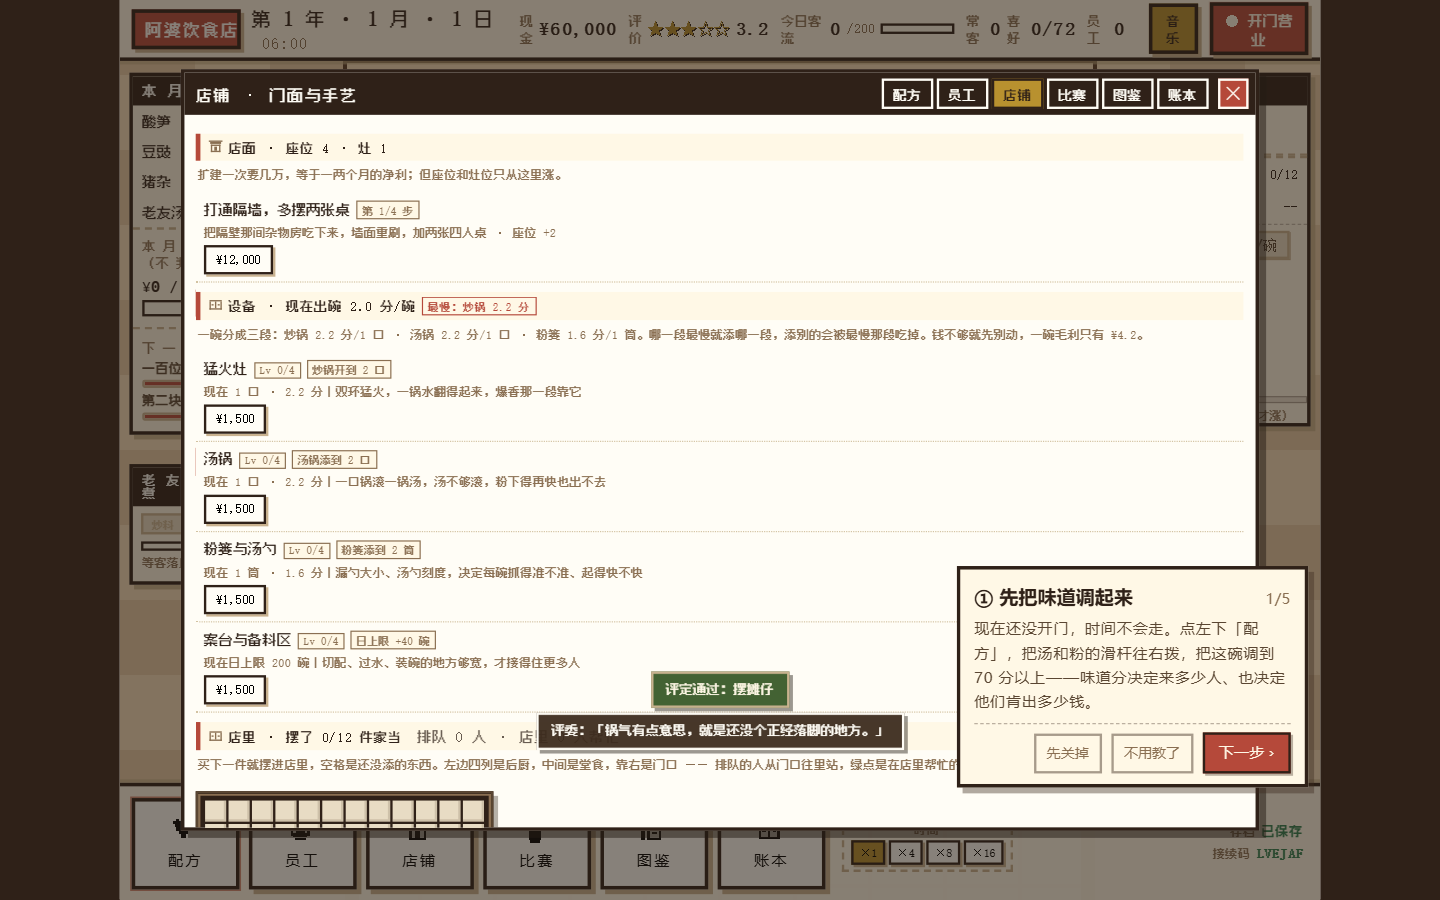 阿婆饮食店
第 1 年 · 1 月 · 1 日
06:00
现金 ¥60,000
评价 3.2
今日客流 0 /200
常客 0
喜好 0/72
员工 0
音乐
开门营业
店铺 · 门面与手艺
配方
员工
店铺
比赛
图鉴
账本
本 月
酸笋
豆豉
猪杂
老友汤
本 月
（不
¥0 /
下 一
一百位
第二块
老 友
煮
炒料
等客落
0/12
--
/碗
才涨）
店面 · 座位 4 · 灶 1
扩建一次要几万，等于一两个月的净利；但座位和灶位只从这里涨。
打通隔墙，多摆两张桌 第 1/4 步
把隔壁那间杂物房吃下来，墙面重刷，加两张四人桌 · 座位 +2
¥12,000
设备 · 现在出碗 2.0 分/碗 最慢：炒锅 2.2 分
一碗分成三段：炒锅 2.2 分/1 口 · 汤锅 2.2 分/1 口 · 粉篓 1.6 分/1 筒。哪一段最慢就添哪一段，添别的会被最慢那段吃掉。钱不够就先别动，一碗毛利只有 ¥4.2。
猛火灶 Lv 0/4 炒锅开到 2 口
现在 1 口 · 2.2 分丨双环猛火，一锅水翻得起来，爆香那一段靠它
¥1,500
汤锅 Lv 0/4 汤锅添到 2 口
现在 1 口 · 2.2 分丨一口锅滚一锅汤，汤不够滚，粉下得再快也出不去
¥1,500
粉篓与汤勺 Lv 0/4 粉篓添到 2 筒
现在 1 筒 · 1.6 分丨漏勺大小、汤勺刻度，决定每碗抓得准不准、起得快不快
¥1,500
案台与备料区 Lv 0/4 日上限 +40 碗
现在日上限 200 碗丨切配、过水、装碗的地方够宽，才接得住更多人
¥1,500
评定通过：摆摊仔
店里 · 摆了 0/12 件家当 排队 0 人 · 店
评委：「锅气有点意思，就是还没个正经落脚的地方。」
买下一件就摆进店里，空格是还没添的东西。左边四列是后厨，中间是堂食，靠右是门口 —— 排队的人从门口往里站，绿点是在店里帮忙的
① 先把味道调起来 1/5
现在还没开门，时间不会走。点左下「配
方」，把汤和粉的滑杆往右拨，把这碗调到
70 分以上——味道分决定来多少人、也决定
他们肯出多少钱。
先关掉
不用教了
下一步 ›
配方
员工
店铺
比赛
图鉴
账本
×1
×4
×8
×16
已保存
接续码 LVEJAF